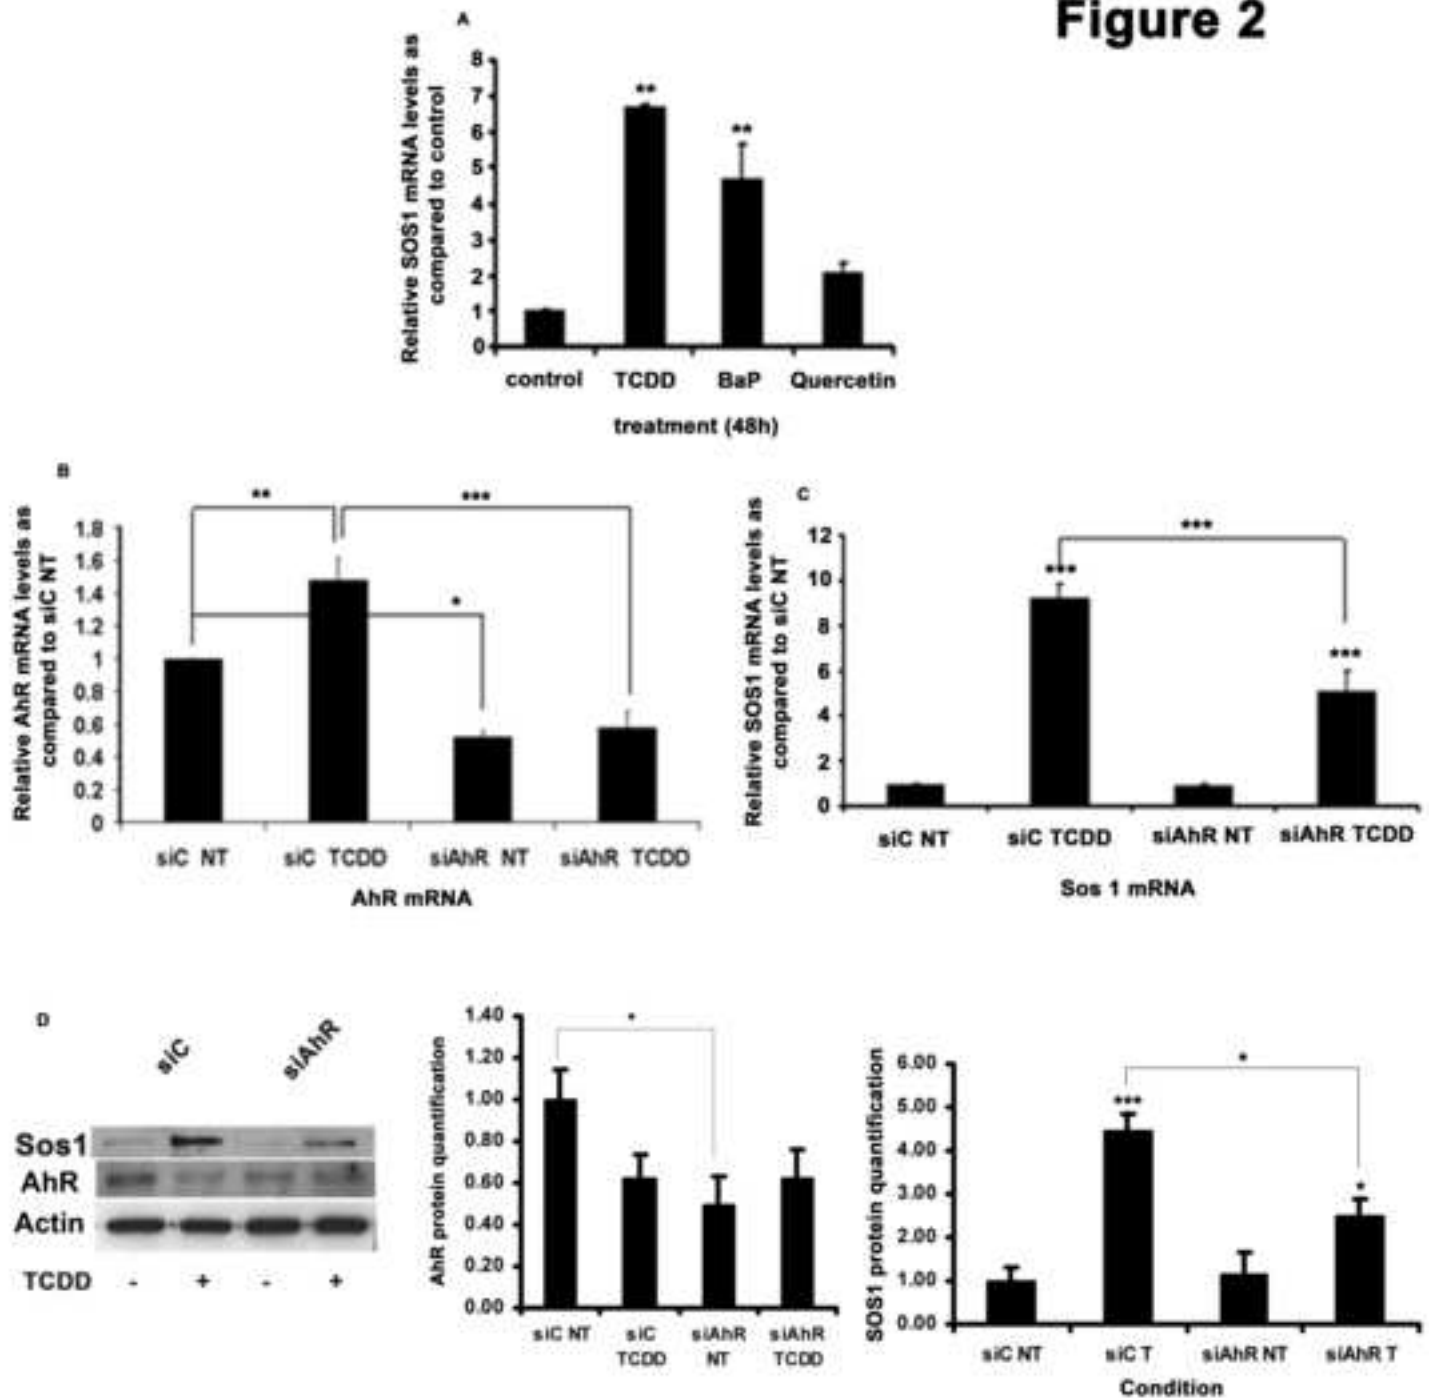 Figure 2
A
Relative SOS1 mRNA levels as
compared to control
8
7
6
5
4
3
2
1
0
**
**
control TCDD BaP Quercetin
treatment (48h)
B
Relative AhR mRNA levels as
compared to siC NT
1.8
1.6
1.4
1.2
1
0.8
0.6
0.4
0.2
0
**
***
*
siC NT siC TCDD siAhR NT siAhR TCDD
AhR mRNA
C
Relative SOS1 mRNA levels as
compared to siC NT
12
10
8
6
4
2
0
***
***
***
siC NT siC TCDD siAhR NT siAhR TCDD
Sos 1 mRNA
D
siC siAhR
Sos1
AhR
Actin
TCDD - + - +
AhR protein quantification
1.40
1.20
1.00
0.80
0.60
0.40
0.20
0.00
*
siC NT siC TCDD siAhR NT siAhR TCDD
SOS1 protein quantification
6.00
5.00
4.00
3.00
2.00
1.00
0.00
*
***
*
siC NT siC T siAhR NT siAhR T
Condition